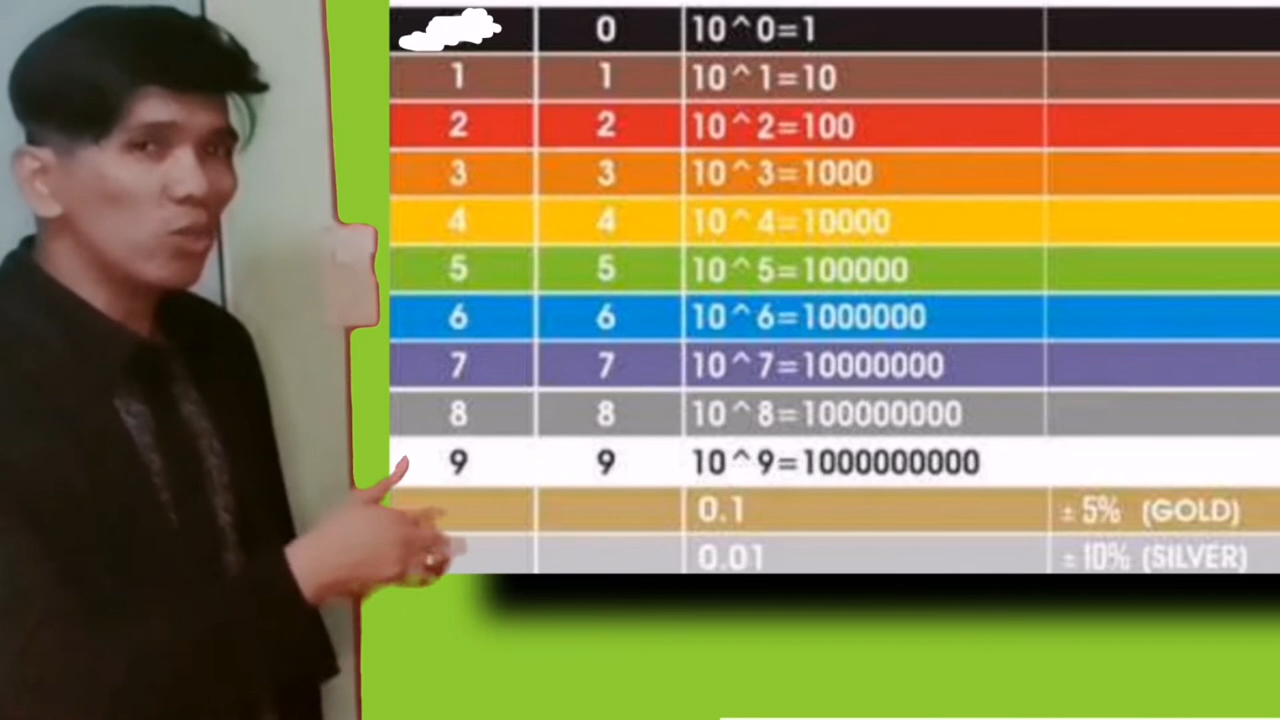 0 10^0=1
1 1 10^1=10
2 2 10^2=100
3 3 10^3=1000
4 4 10^4=10000
5 5 10^5=100000
6 6 10^6=1000000
7 7 10^7=10000000
8 8 10^8=100000000
9 9 10^9=1000000000
0.1 ± 5% (GOLD)
0.01 ± 10% (SILVER)